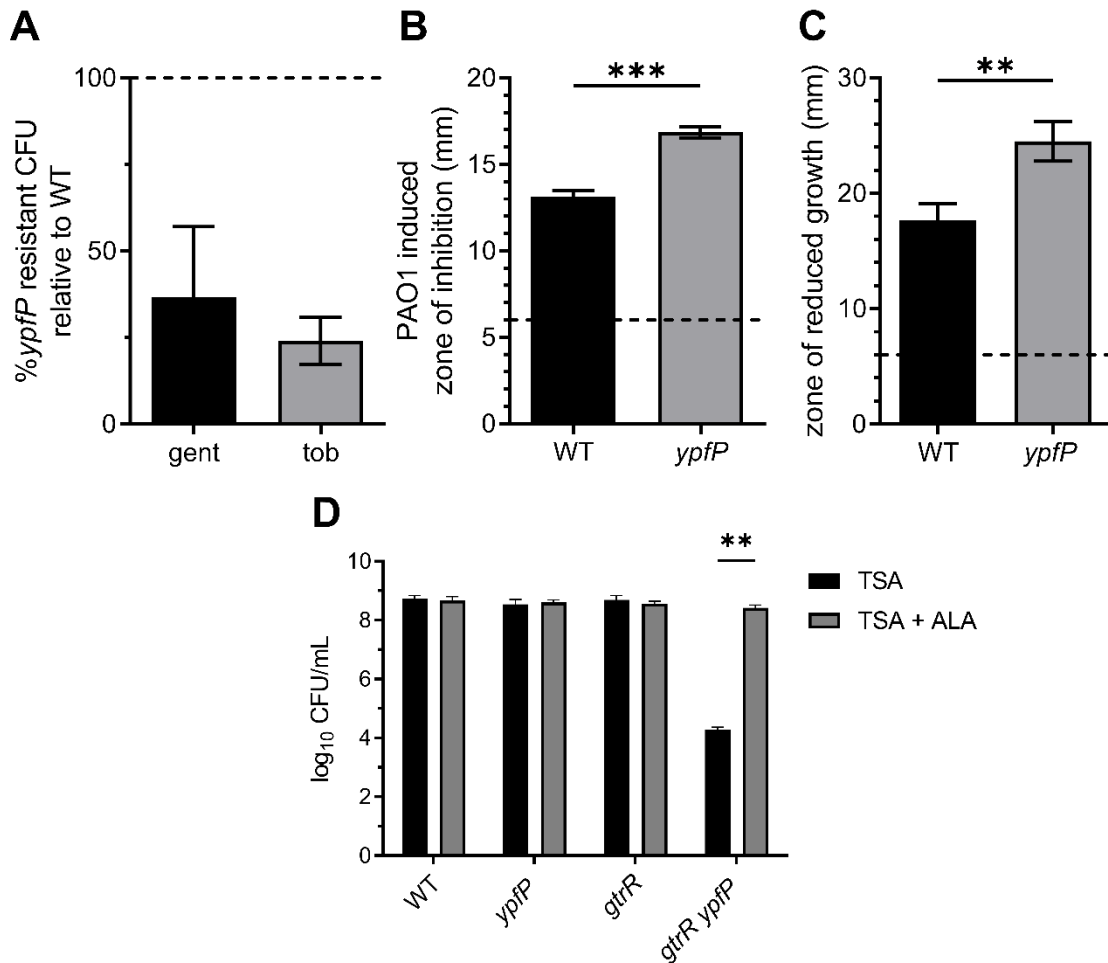 A
%ypfP resistant CFU
relative to WT
100
50
0
gent
tob
B
PAO1 induced
zone of inhibition (mm)
20
15
10
5
0
***
WT
ypfP
C
zone of reduced growth (mm)
30
20
10
0
**
WT
ypfP
D
log10 CFU/mL
10
8
6
4
2
0
**
WT
ypfP
gtrR
gtrR ypfP
TSA
TSA + ALA